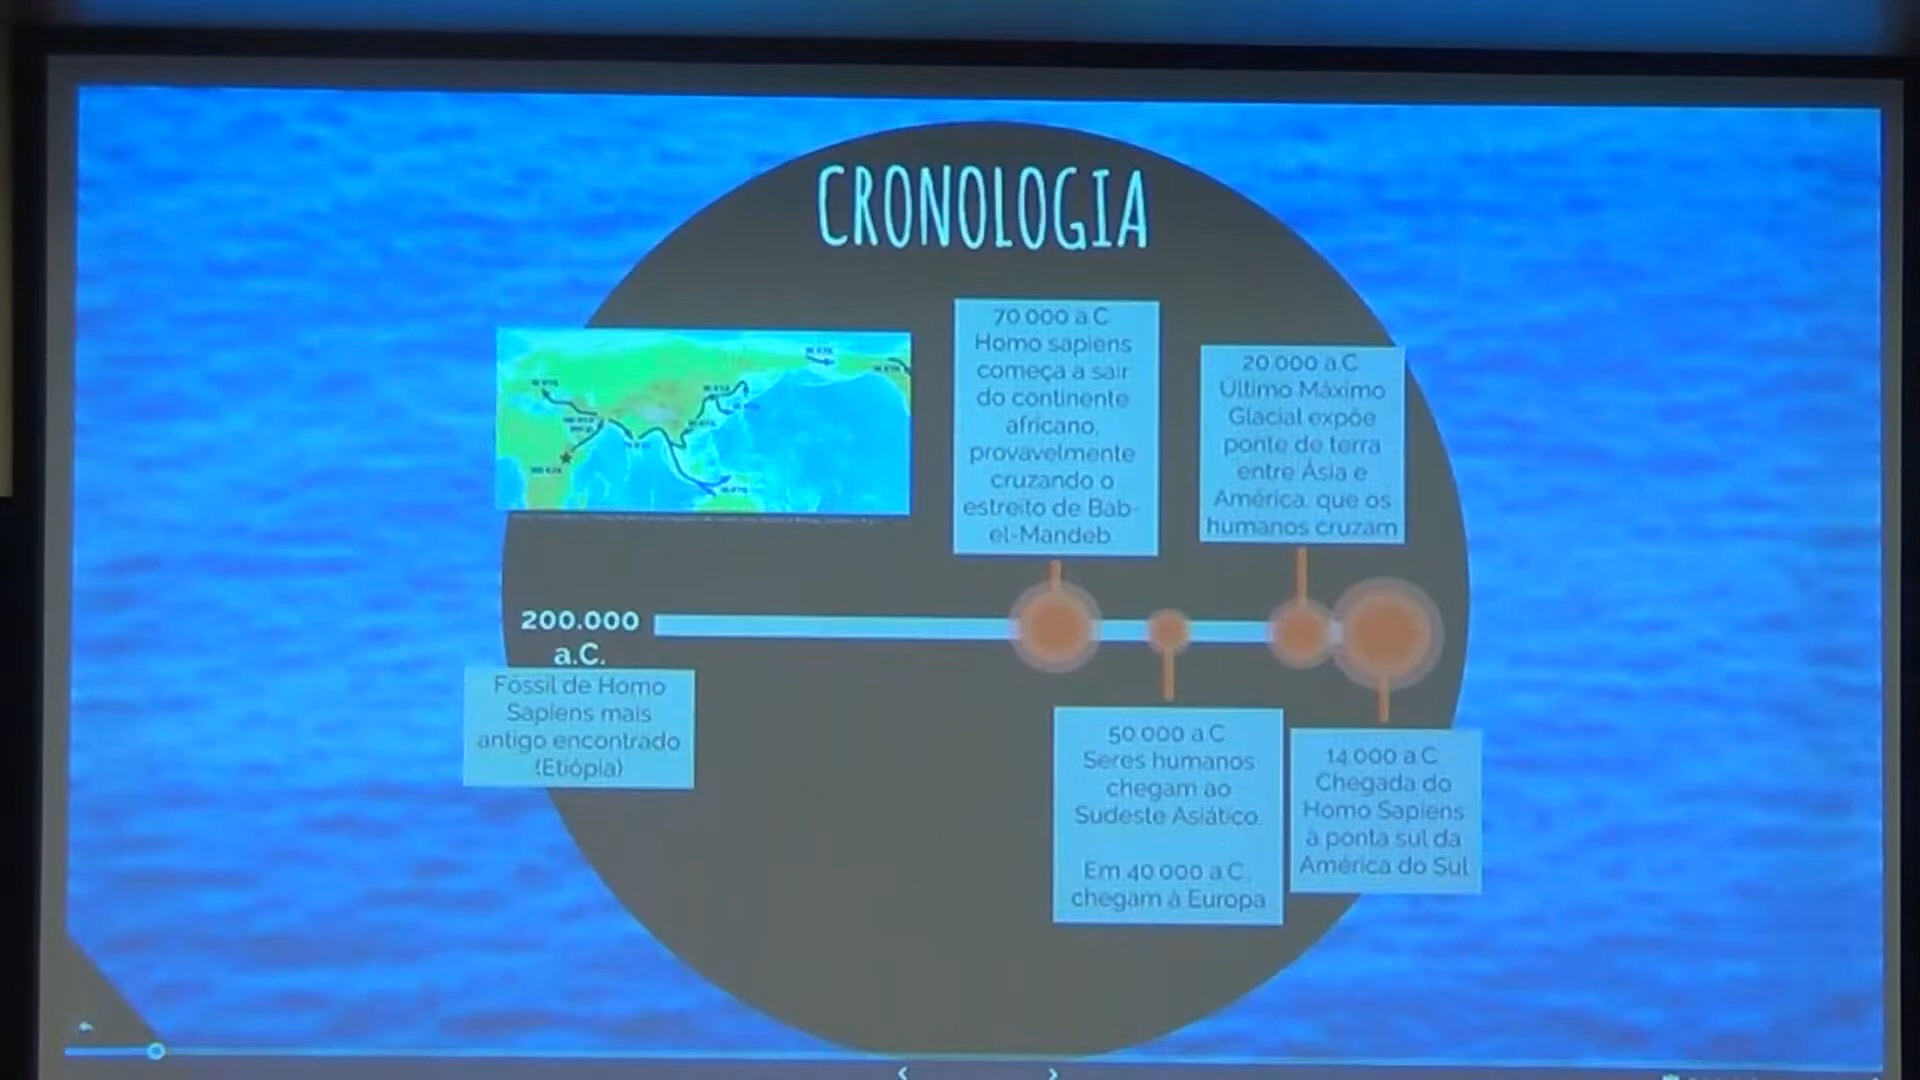 CRONOLOGIA
70.000 a.C
Homo sapiens
começa a sair
do continente
africano,
provavelmente
cruzando o
estreito de Bab-
el-Mandeb
20.000 a.C
Último Máximo
Glacial expõe
ponte de terra
entre Ásia e
América, que os
humanos cruzam
200.000
a.C.
Fóssil de Homo
Sapiens mais
antigo encontrado
(Etiópia)
50.000 a.C
Seres humanos
chegam ao
Sudeste Asiático.
Em 40.000 a.C.
chegam à Europa
14.000 a.C
Chegada do
Homo Sapiens
à ponta sul da
América do Sul